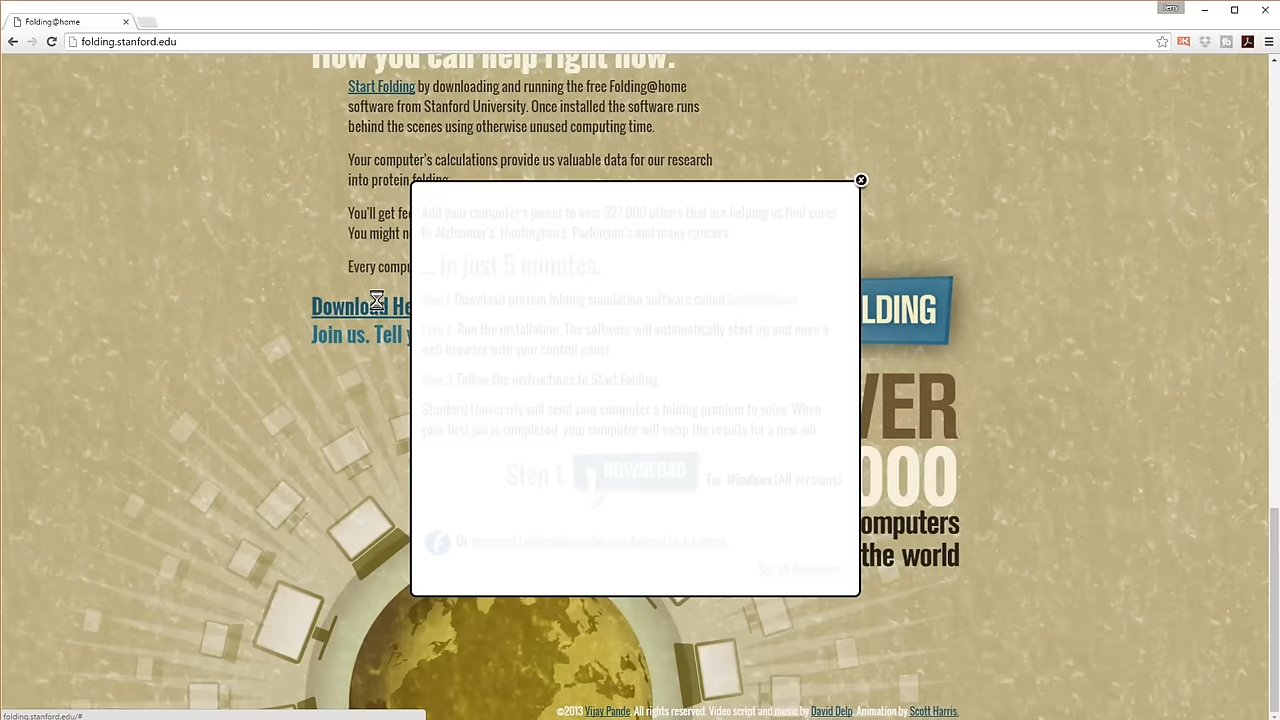 Jerry
Folding@home
folding.stanford.edu
How you can help right now:
Start Folding by downloading and running the free Folding@home
software from Stanford University. Once installed the software runs
behind the scenes using otherwise unused computing time.
Your computer's calculations provide us valuable data for our research
into protein folding.
You'll get fee
You might n
Every compu
Download He
Join us. Tell y
Add your computer's power to over 327,000 others that are helping us find cures
to Alzheimer's, Huntington's, Parkinson's and many cancers.
... in just 5 minutes.
Step 1. Download protein folding simulation software called
Step 2. Run the installation. The software will automatically start up and open a
web browser with your control panel
Step 3. Follow the instructions to Start Folding.
Stanford University will send your computer a folding problem to solve. When
your first job is completed, your computer will swap the results for a new job
Step 1. DOWNLOAD For Windows (All versions)
Or
See all downloads
LDING
VER
000
omputers
the world
©2013 Vijay Pande. All rights reserved. Video script and music by David Delp. Animation by Scott Harris.
folding.stanford.edu/#